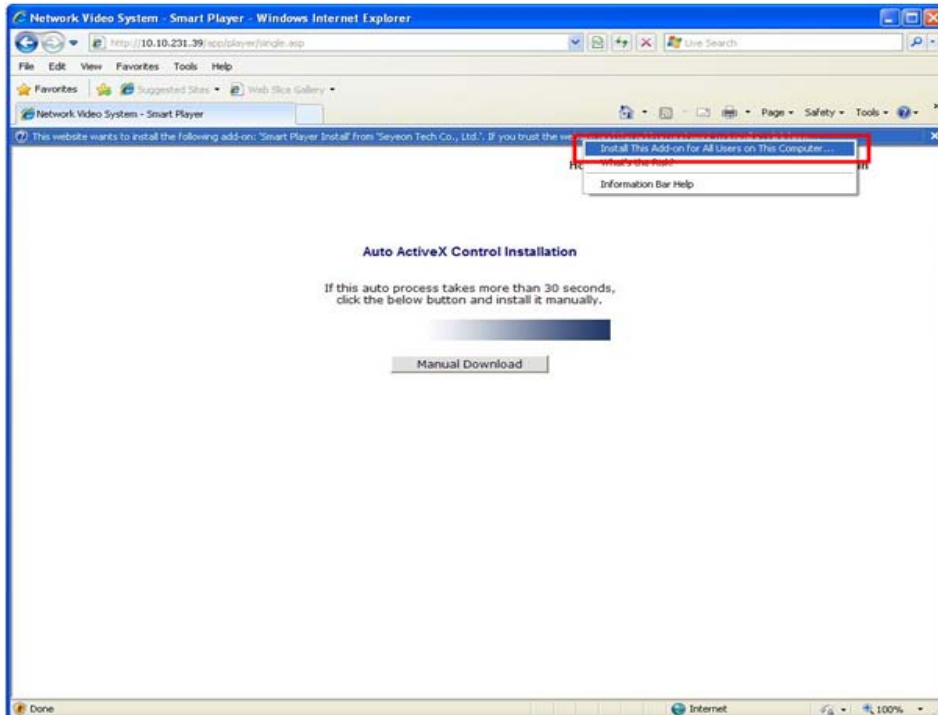 Network Video System - Smart Player - Windows Internet Explorer
http://10.10.231.39/app/player/single.asp
Live Search
File Edit View Favorites Tools Help
Favorites Suggested Sites Web Slice Gallery
Network Video System - Smart Player
Page Safety Tools
This website wants to install the following add-on: 'Smart Player Install' from 'Seyeon Tech Co., Ltd.'. If you trust the
Install This Add-on for All Users on This Computer...
What's the Risk?
Information Bar Help
Auto ActiveX Control Installation
If this auto process takes more than 30 seconds,
click the below button and install it manually.
Manual Download
Done Internet 100%